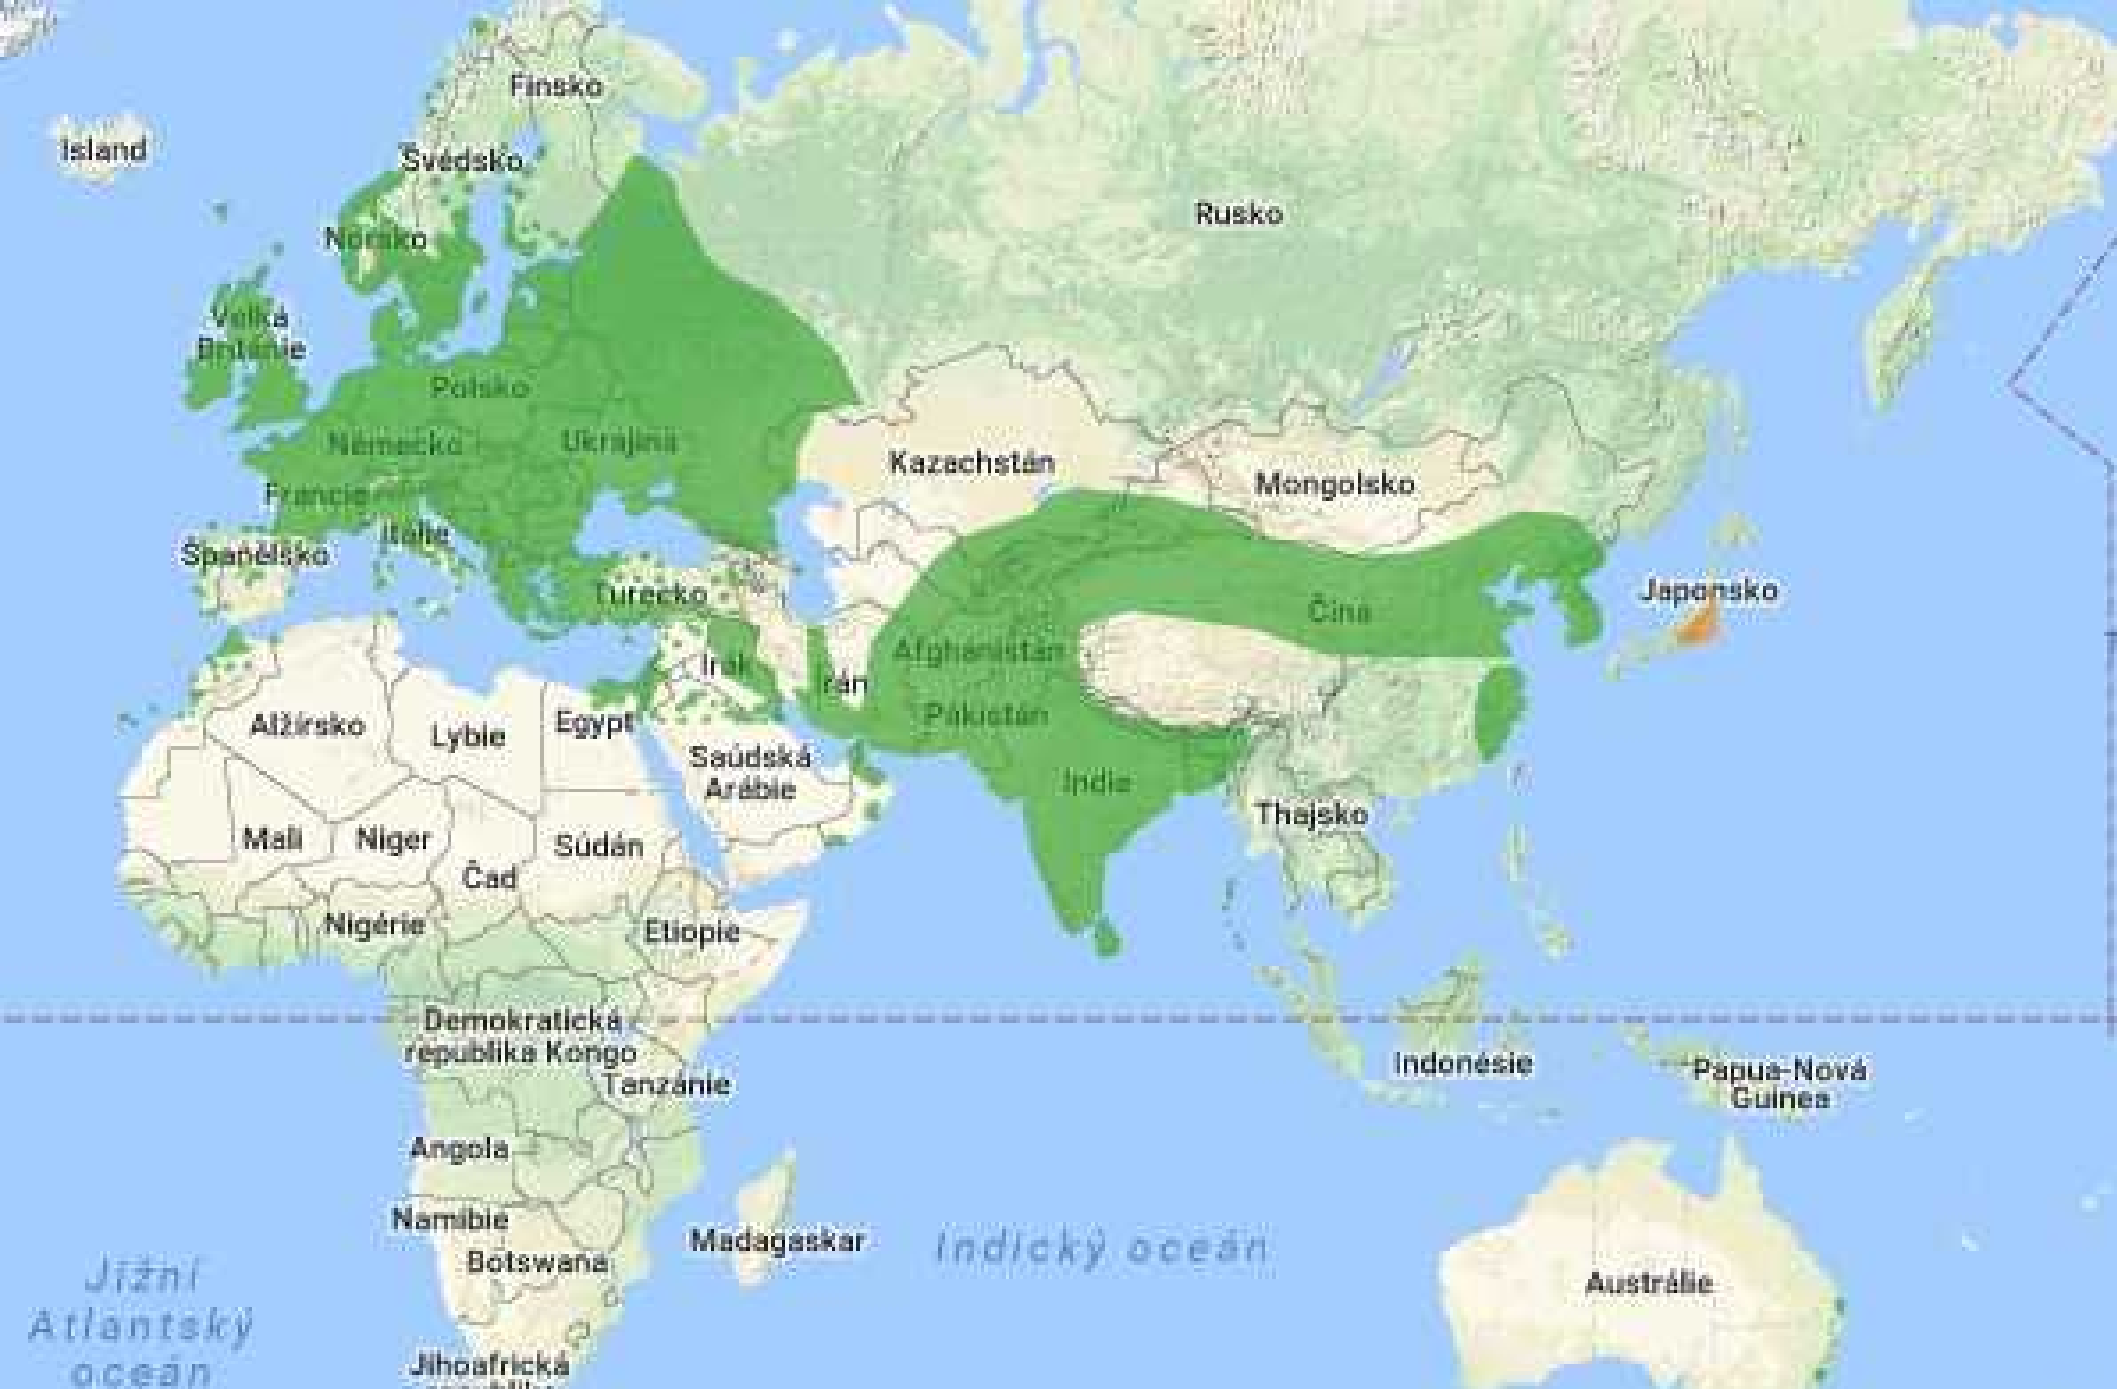 Finsko
Island
Švédsko
Rusko
Norsko
Velká
Británie
Polsko
Německo
Ukrajina
Kazachstán
Mongolsko
Francie
Itálie
Španělsko
Turecko
Japonsko
Čína
Afghánistán
Irák
Írán
Pákistán
Alžírsko
Lybie
Egypt
Saúdská
Arábie
Indie
Thajsko
Mali
Niger
Súdán
Čad
Nigérie
Etiopie
Demokratická
republika Kongo
Indonésie
Papua-Nová
Guinea
Tanzánie
Angola
Namibie
Madagaskar
Indický oceán
Botswana
Jižní
Atlantský
oceán
Austrálie
Jihoafrická